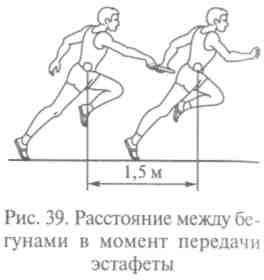 1,5 м
Рис. 39. Расстояние между бе-
гунами в момент передачи
эстафеты